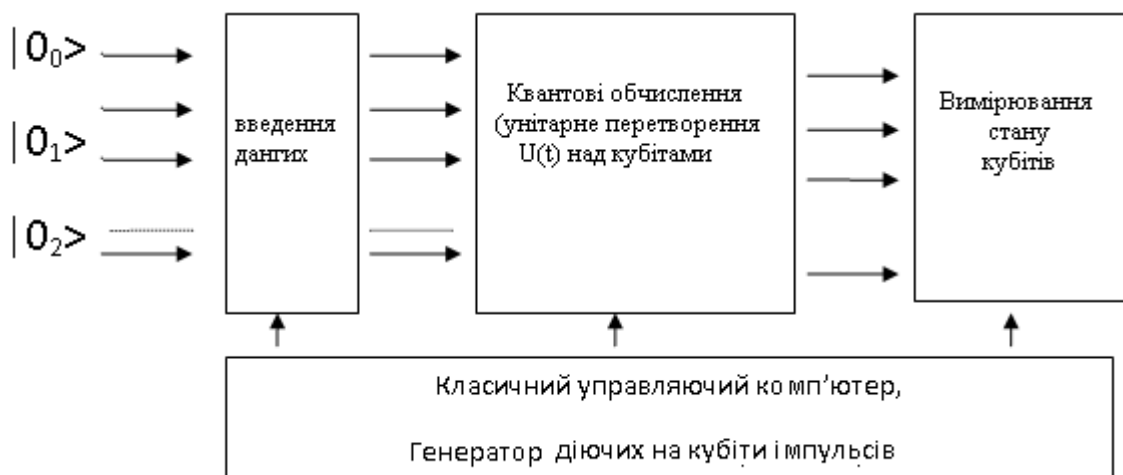 |0₀>
|0₁>
|0₂>
введення
дангих
Квантові обчислення
(унітарне перетворення
U(t) над кубітами
Вимірювання
стану
кубітів
Класичний управляючий комп’ютер,
Генератор діючих на кубіти імпульсів